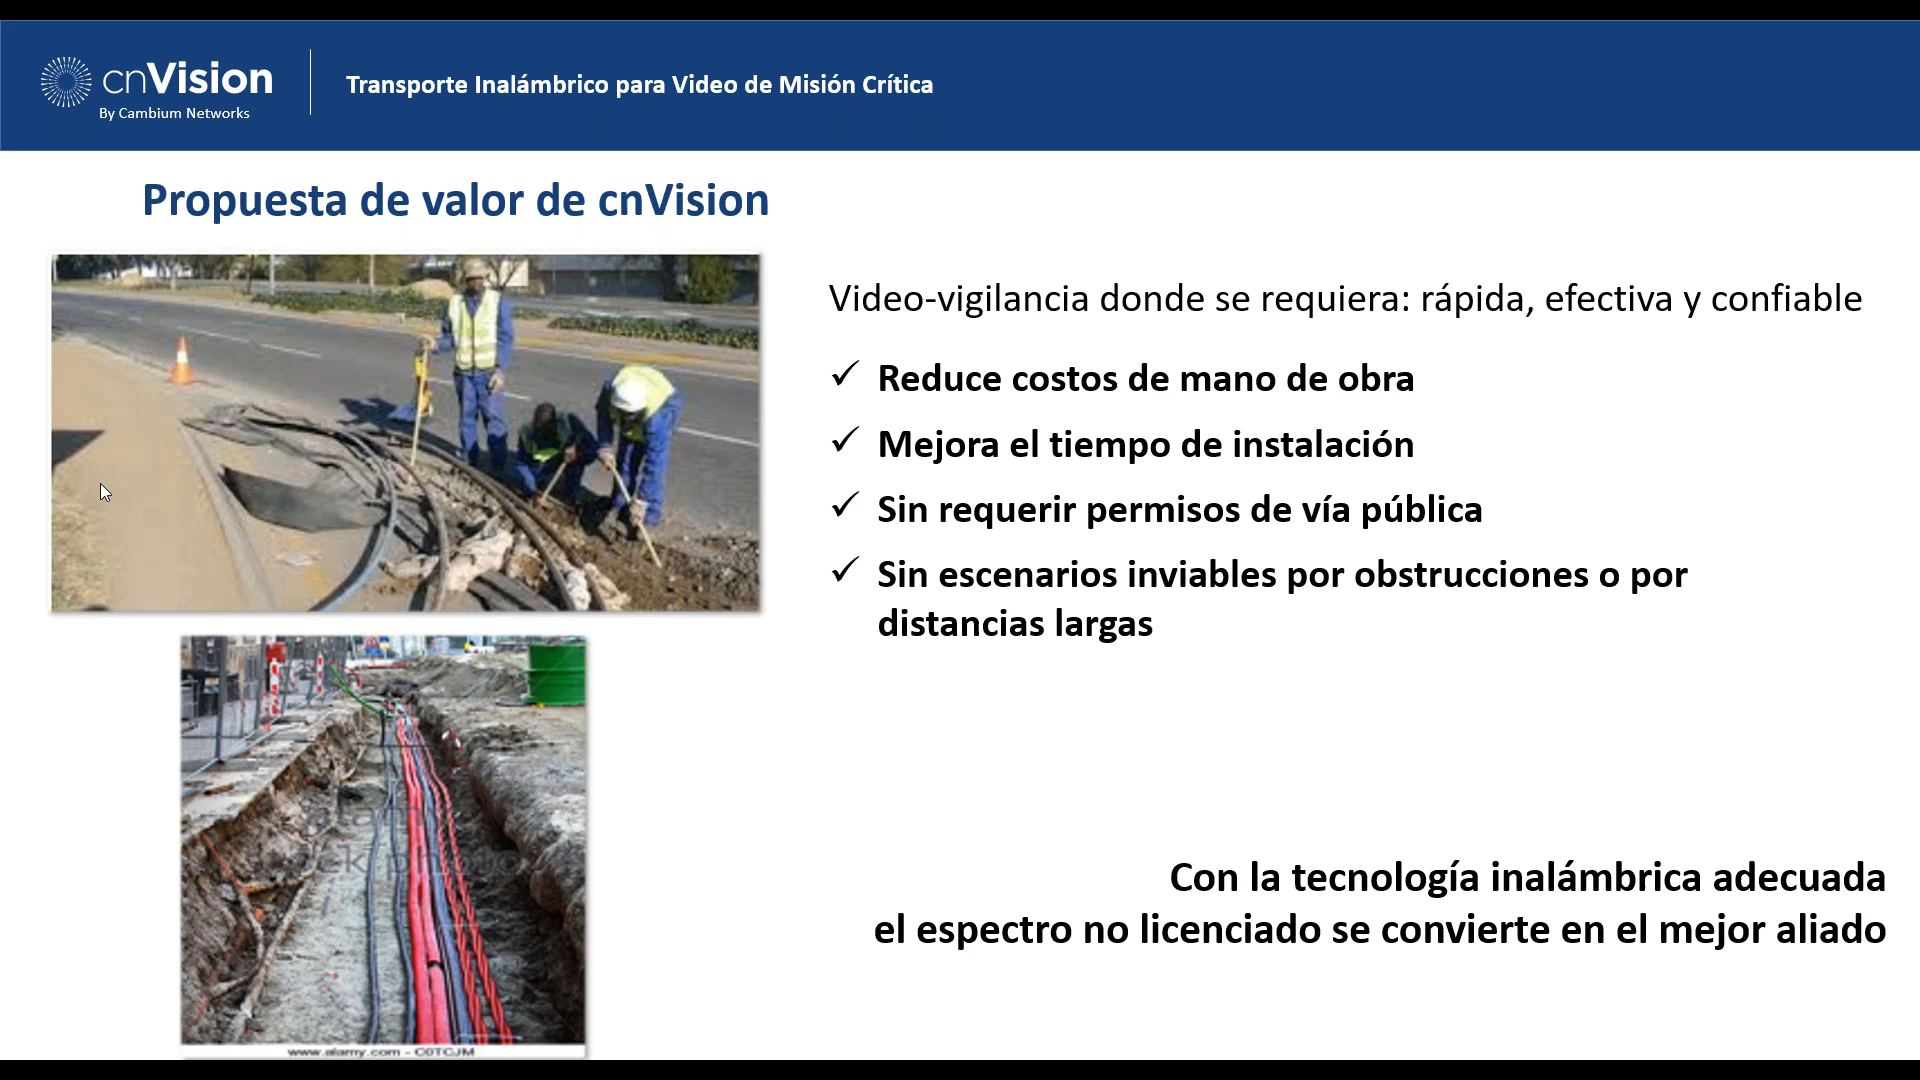 cnVision
By Cambium Networks
Transporte Inalámbrico para Video de Misión Crítica
Propuesta de valor de cnVision
Video-vigilancia donde se requiera: rápida, efectiva y confiable
✓ Reduce costos de mano de obra
✓ Mejora el tiempo de instalación
✓ Sin requerir permisos de vía pública
✓ Sin escenarios inviables por obstrucciones o por
distancias largas
Con la tecnología inalámbrica adecuada
el espectro no licenciado se convierte en el mejor aliado
www.alamy.com - C0TCJM